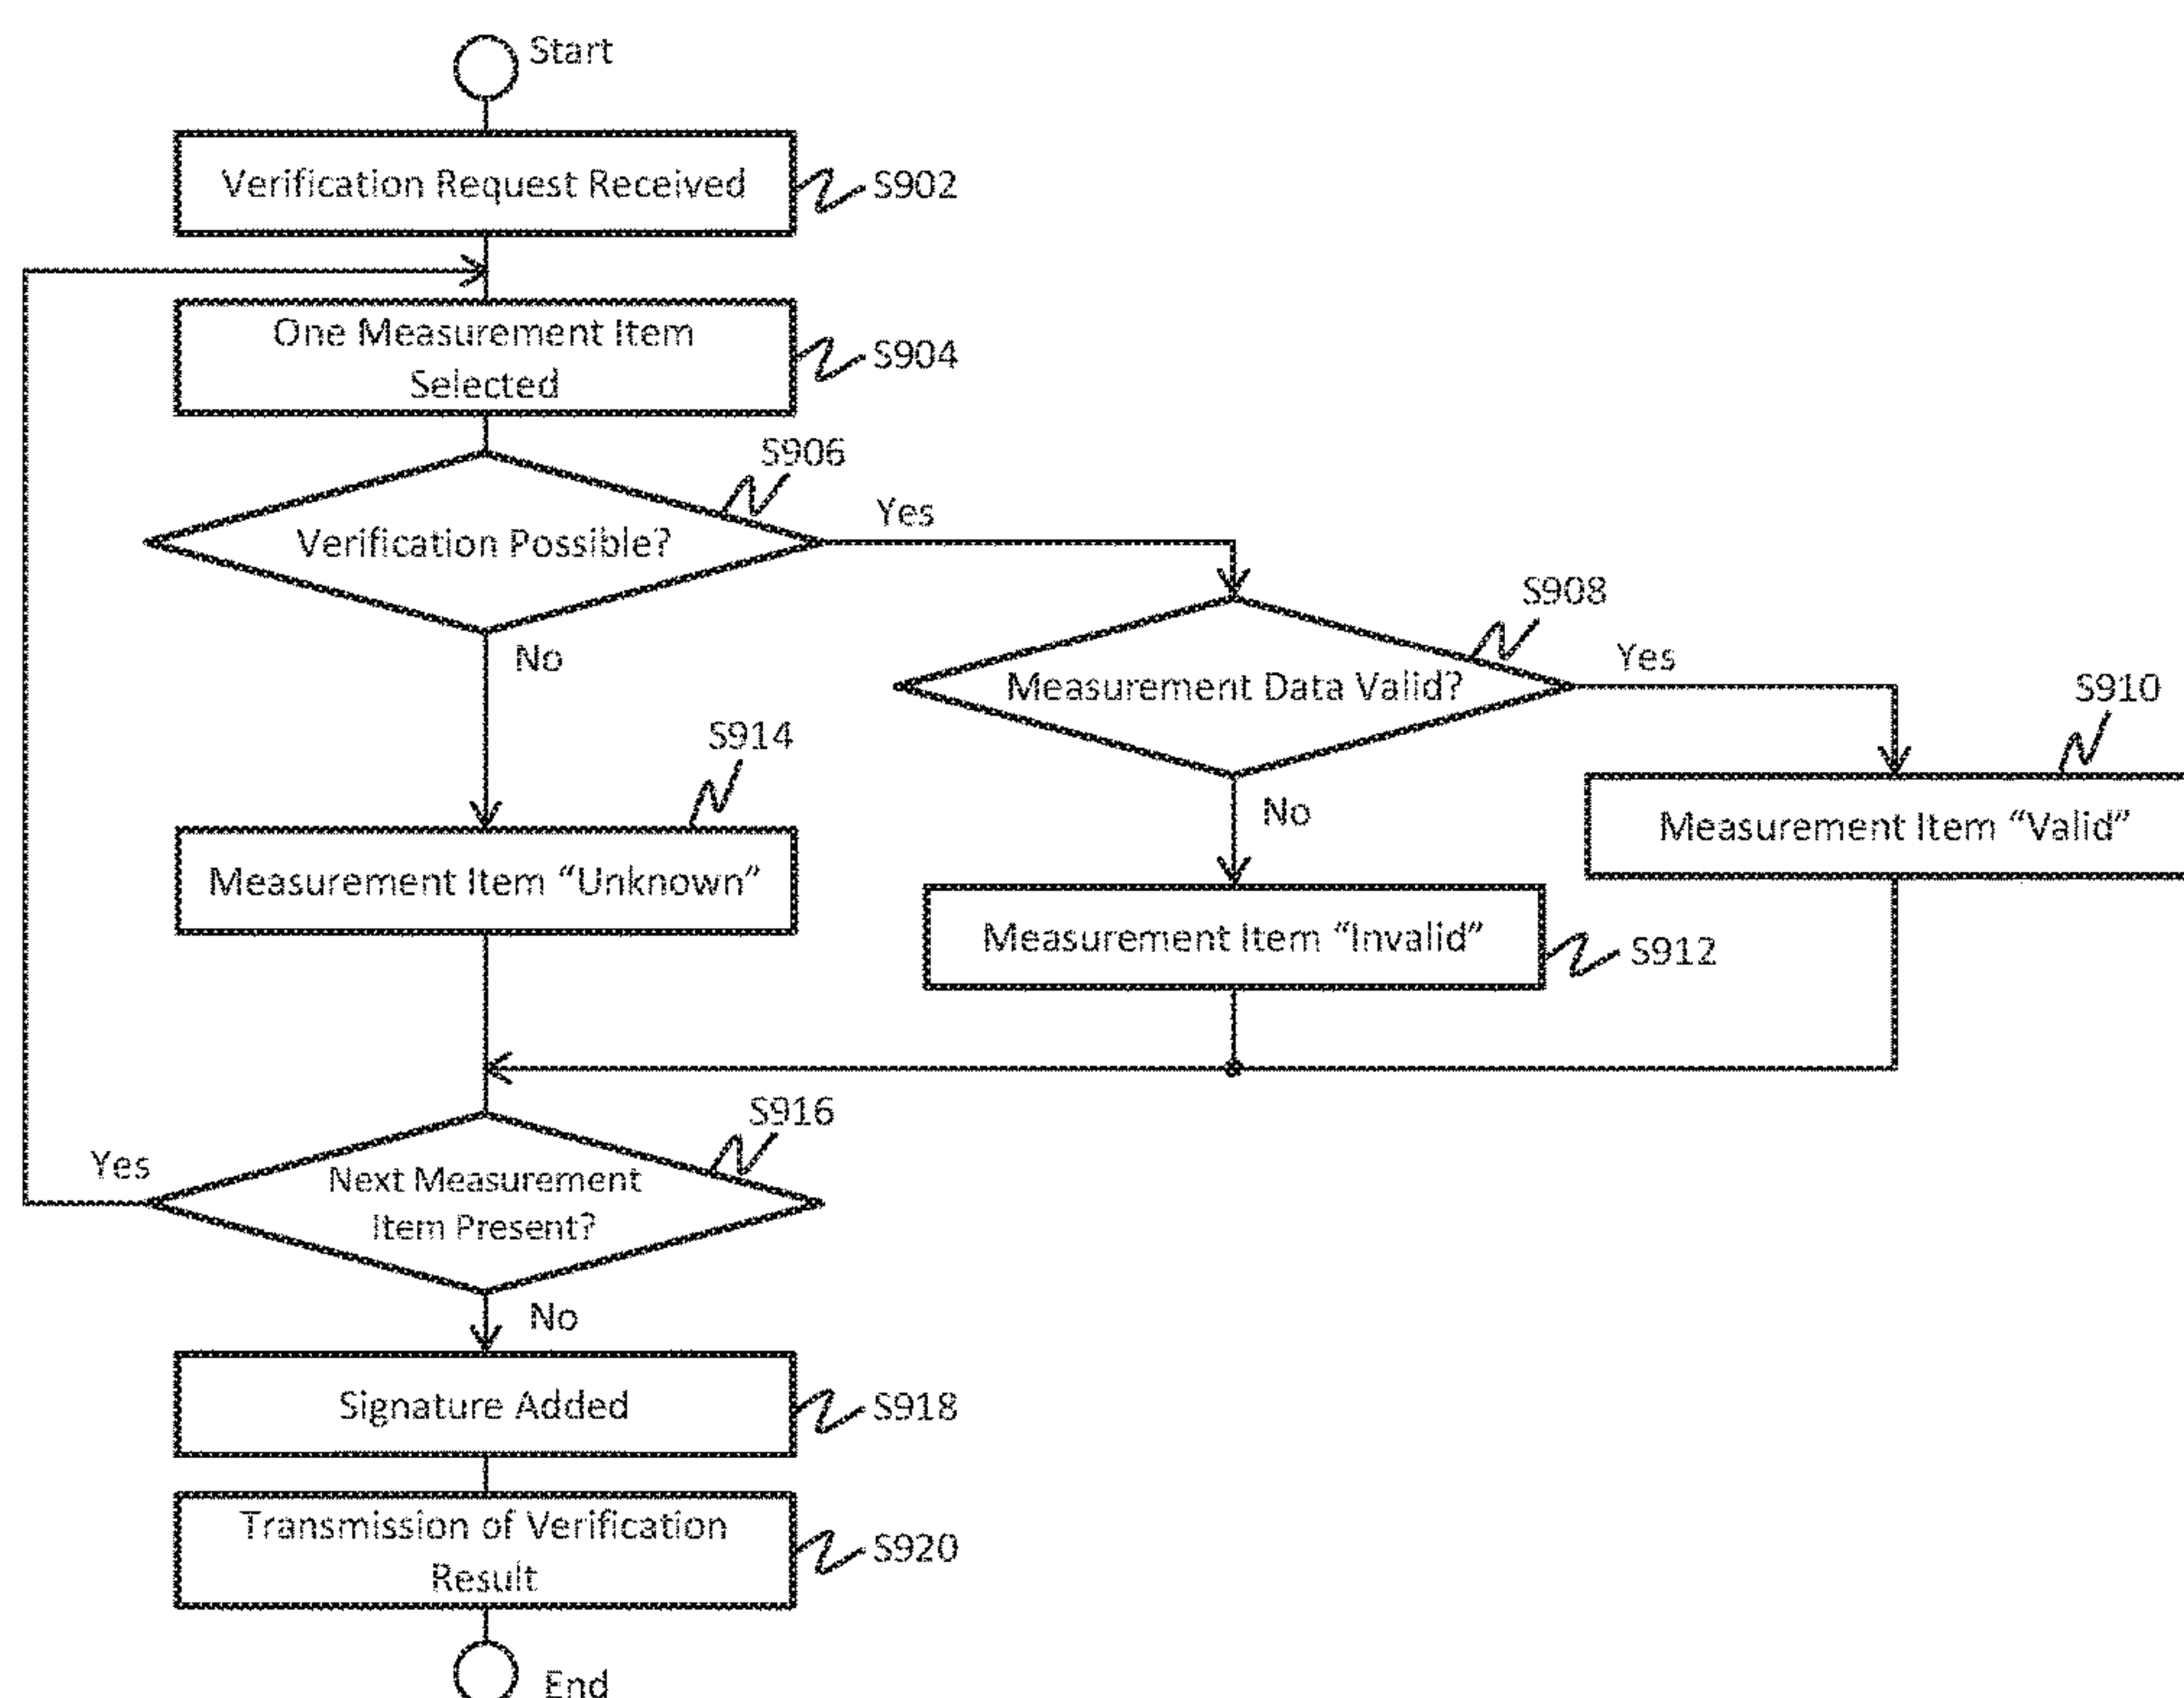 Start
Verification Request Received
S902
One Measurement Item
Selected
S904
S906
Verification Possible?
Yes
No
S908
Measurement Data Valid?
Yes
No
S910
Measurement Item “Valid”
S914
Measurement Item “Unknown”
Measurement Item “Invalid”
S912
S916
Yes
Next Measurement
Item Present?
No
Signature Added
S918
Transmission of Verification
Result
S920
End